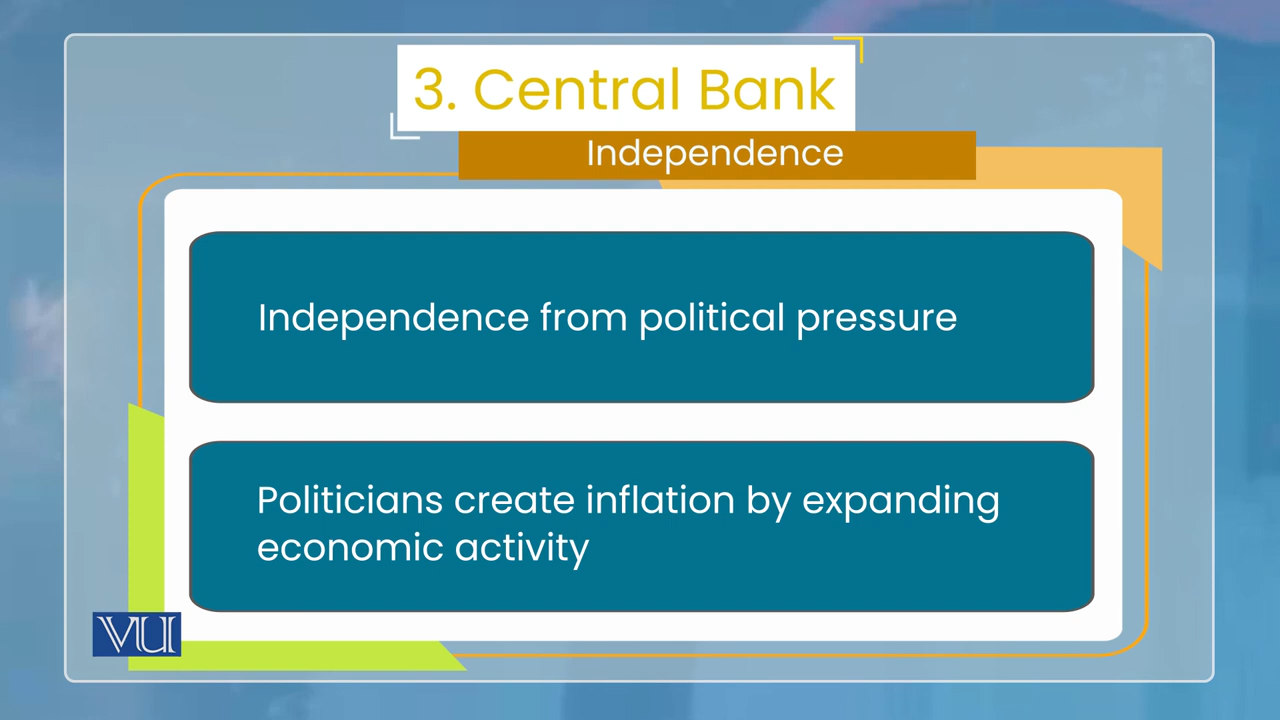 3. Central Bank
Independence
Independence from political pressure
Politicians create inflation by expanding
economic activity
VU